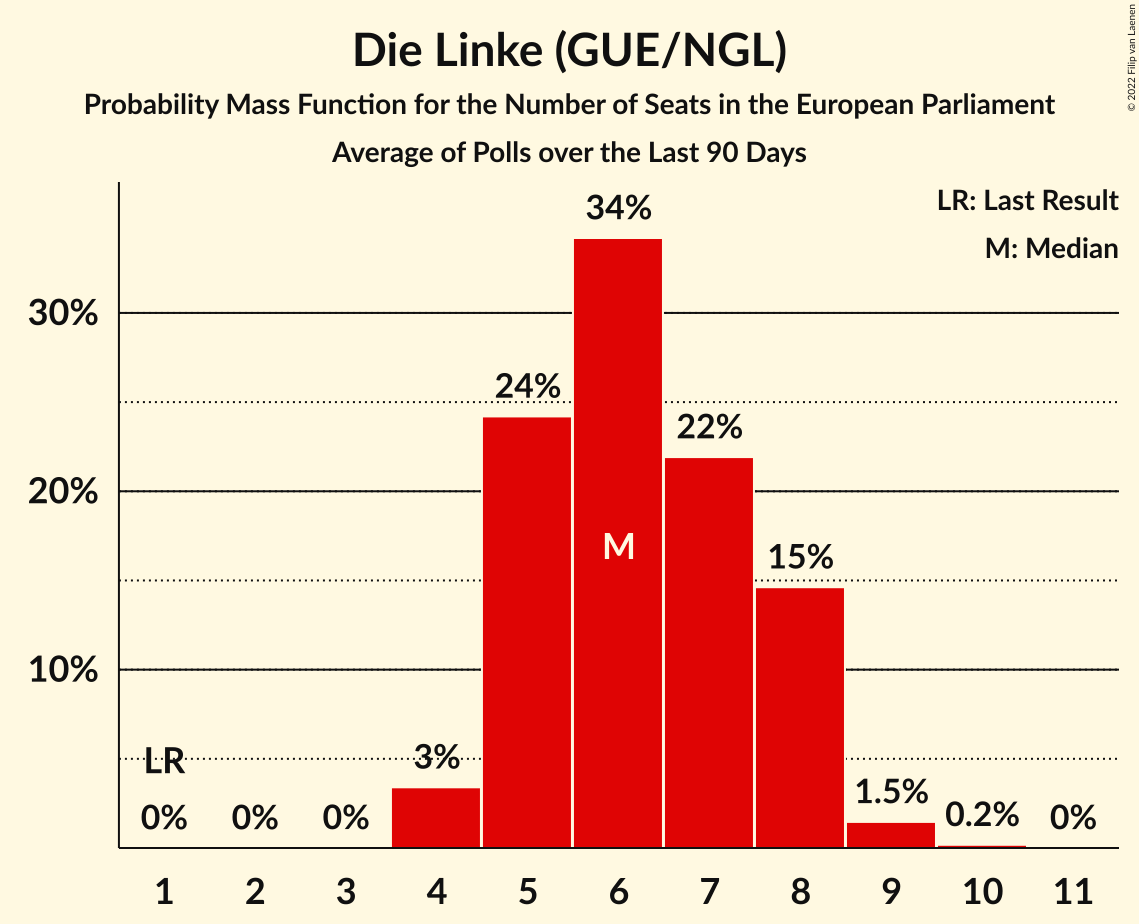 Die Linke (GUE/NGL)
Probability Mass Function for the Number of Seats in the European Parliament
Average of Polls over the Last 90 Days
© 2022 Filip van Laenen
LR: Last Result
M: Median
34%
30%
24%
22%
20%
M
15%
10%
LR
3%
1.5%
0.2%
0%
0%
0%
0%
1 2 3 4 5 6 7 8 9 10 11